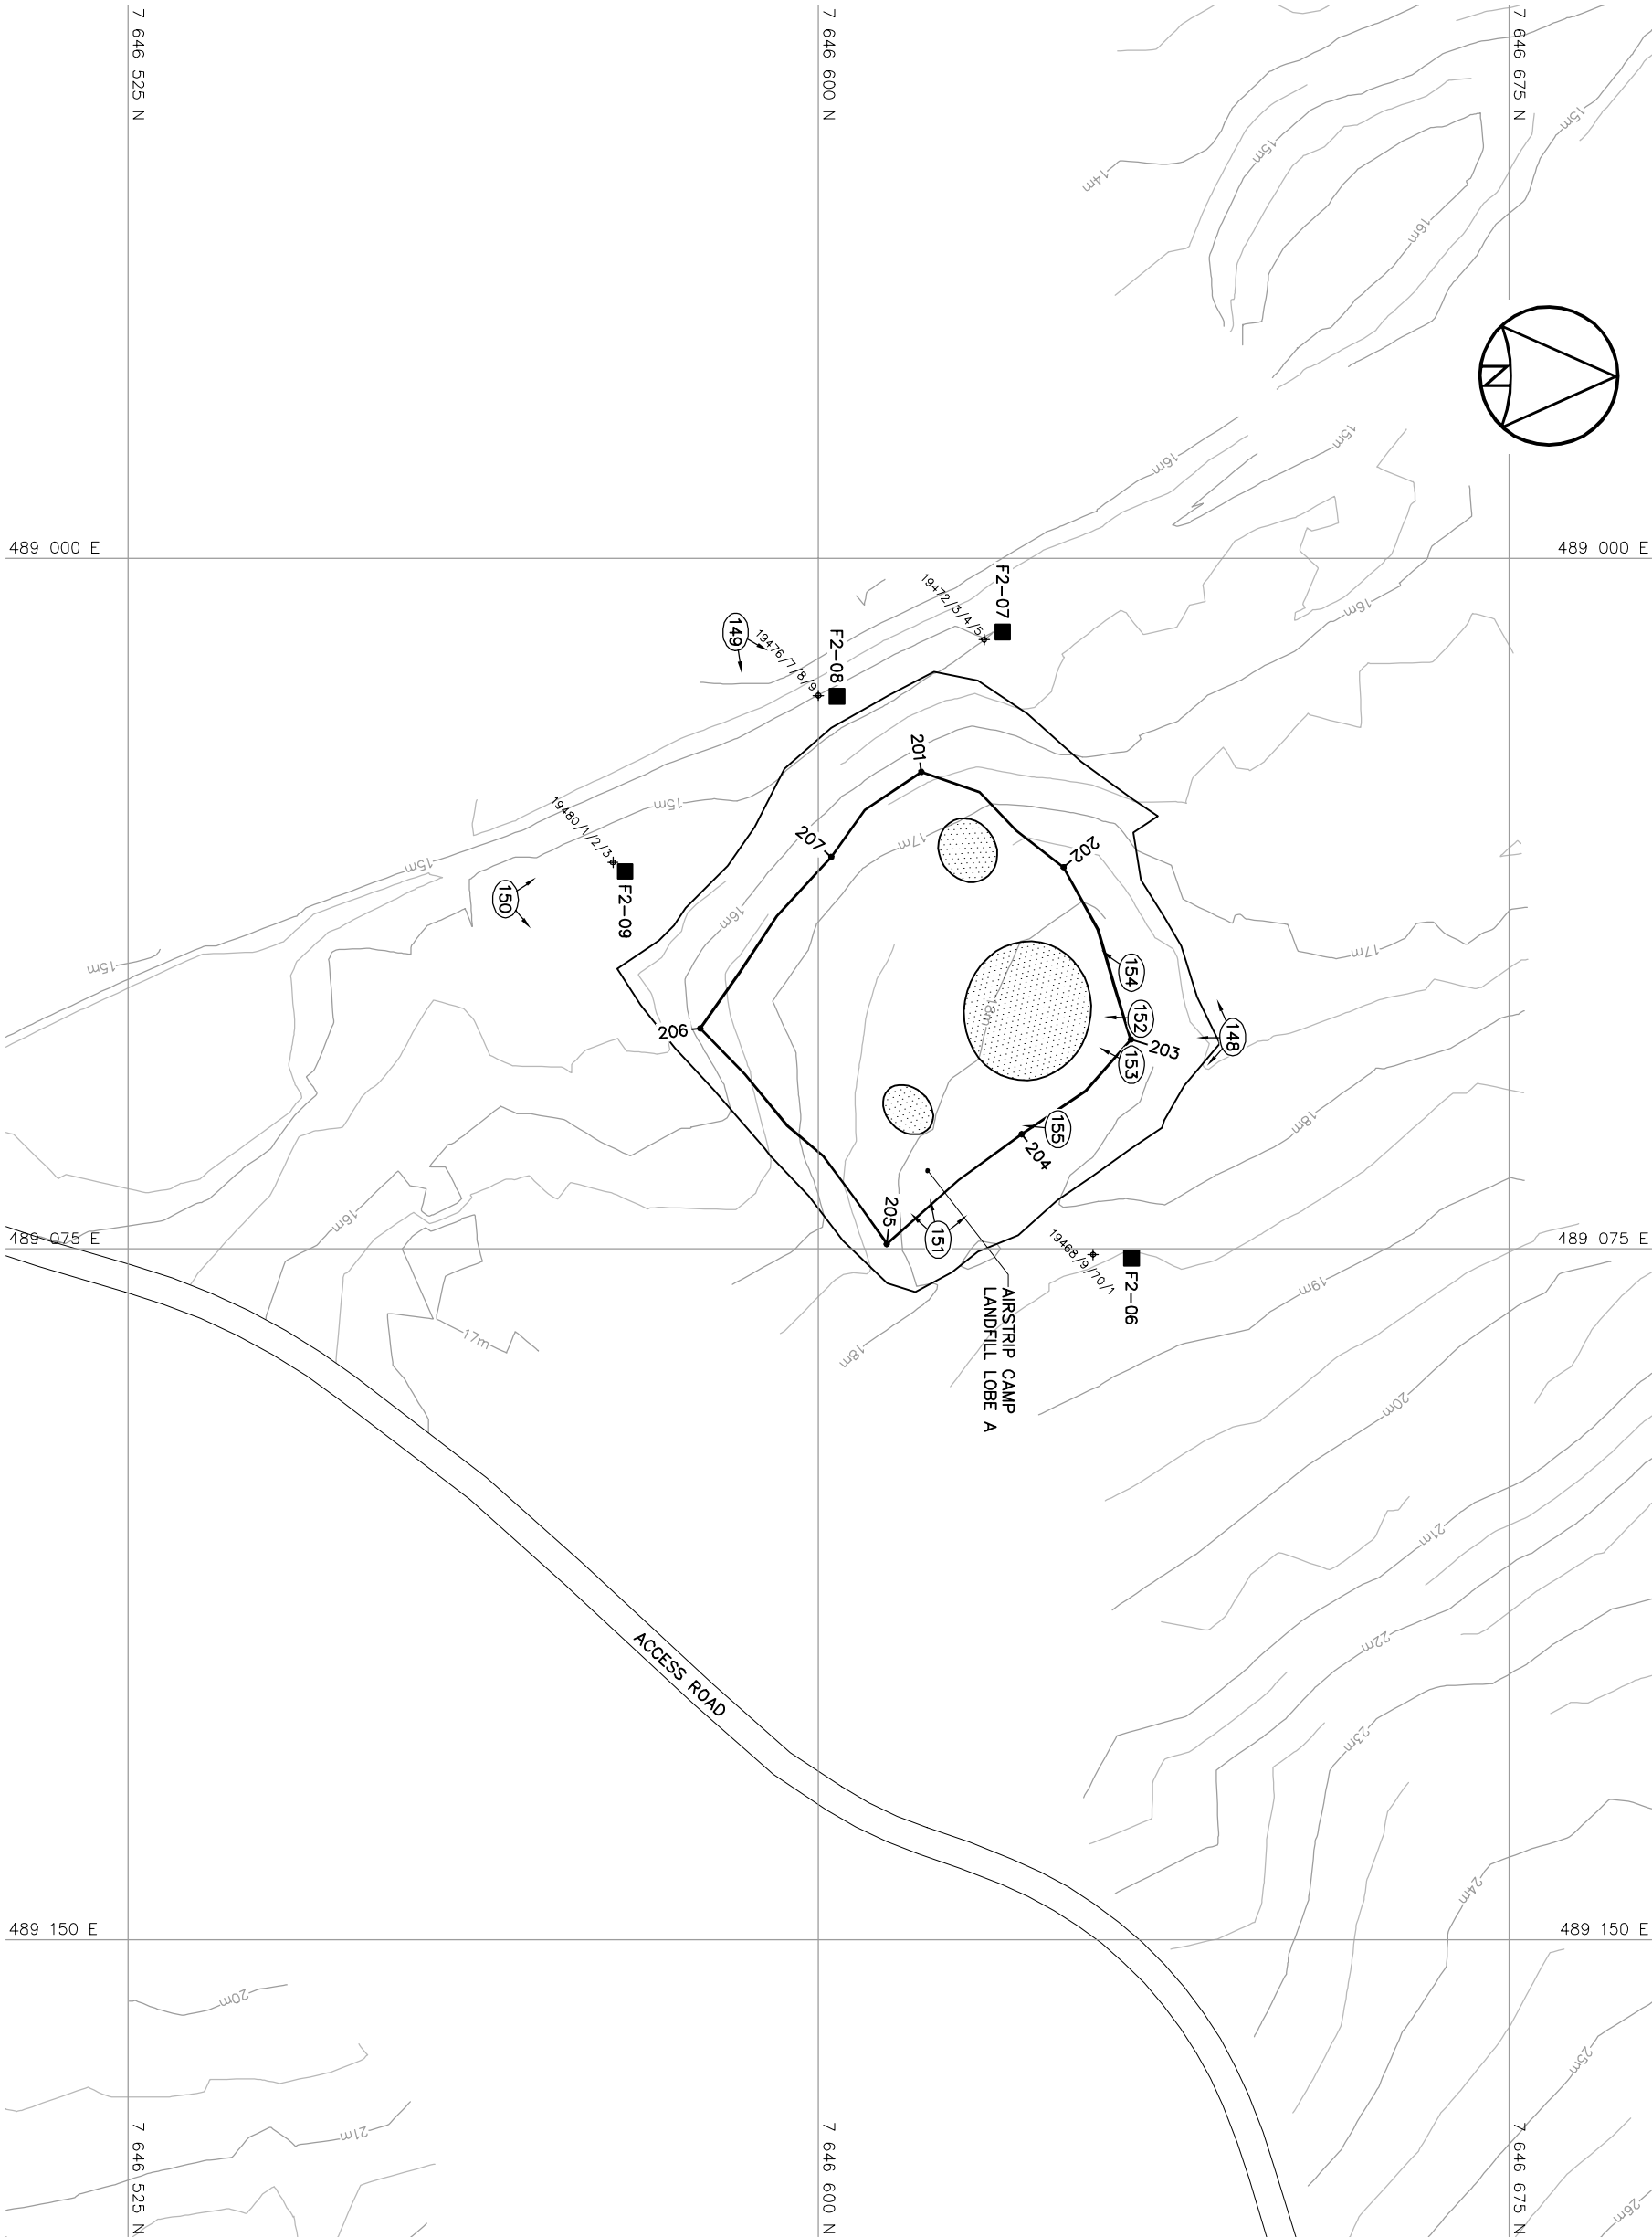 7 646 525 N
7 646 600 N
7 646 675 N
15m
15m
14m
16m
N
15m
16m
489 000 E
489 000 E
F2-07
19472/3/4/5
16m
149
19476/7/8/9
F2-08
201
15m
19480/1/2/3
F2-09
150
15m
15m
207
17m
202
16m
17m
154
152
203
148
153
18m
206
155
204
18m
205
151
16m
489 075 E
489 075 E
19468/9/70/1
F2-06
19m
17m
18m
AIRSTRIP CAMP
LANDFILL LOBE A
20m
21m
22m
ACCESS ROAD
23m
24m
489 150 E
489 150 E
20m
25m
21m
26m
7 646 525 N
7 646 600 N
7 646 675 N